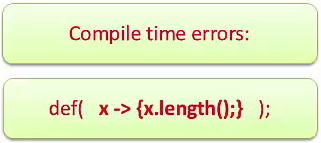 Compile time errors:
def( x -> {x.length();} );